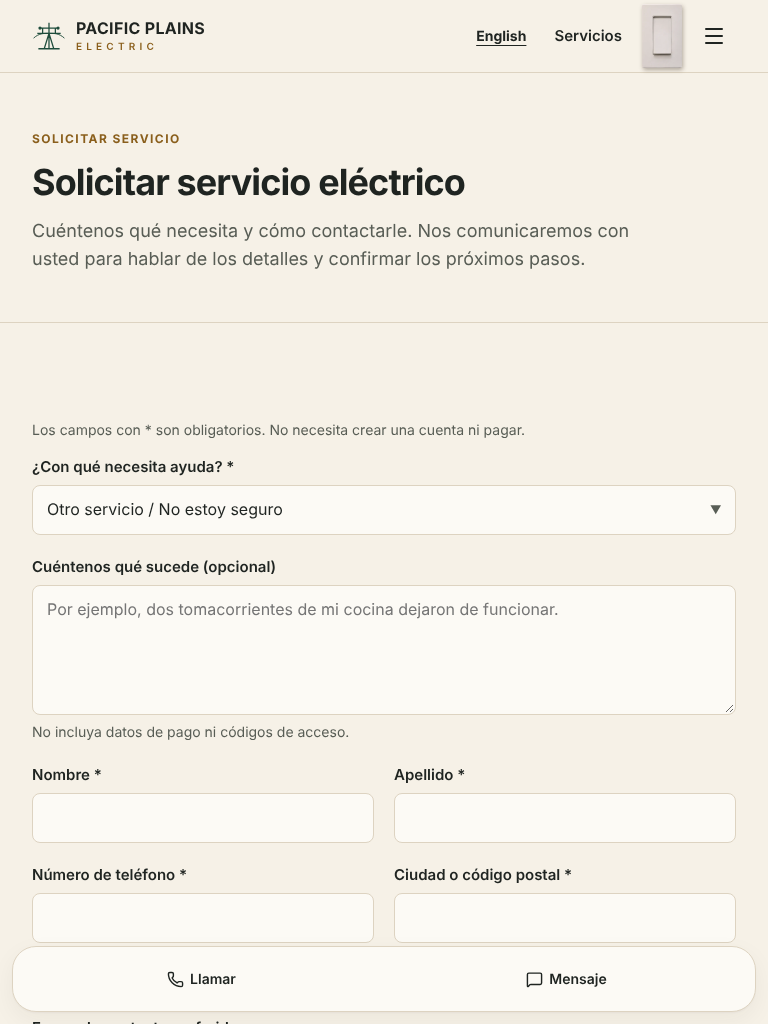 PACIFIC PLAINS
ELECTRIC
English
Servicios
SOLICITAR SERVICIO
Solicitar servicio eléctrico
Cuéntenos qué necesita y cómo contactarle. Nos comunicaremos con
usted para hablar de los detalles y confirmar los próximos pasos.
Los campos con * son obligatorios. No necesita crear una cuenta ni pagar.
¿Con qué necesita ayuda? *
Otro servicio / No estoy seguro
Cuéntenos qué sucede (opcional)
Por ejemplo, dos tomacorrientes de mi cocina dejaron de funcionar.
No incluya datos de pago ni códigos de acceso.
Nombre *
Apellido *
Número de teléfono *
Ciudad o código postal *
Llamar
Mensaje